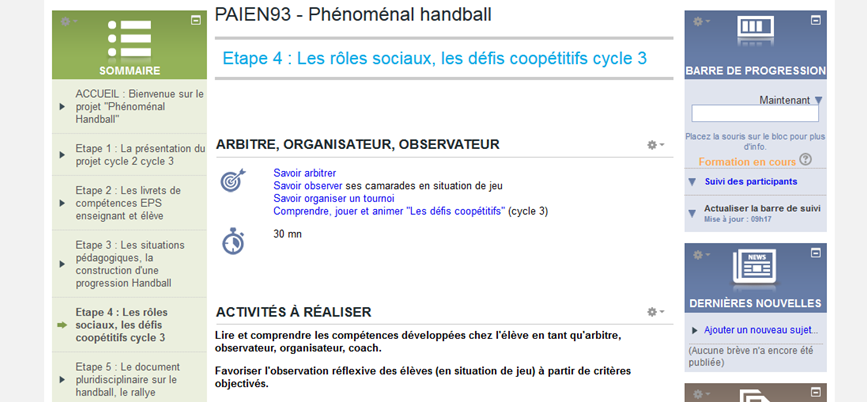 SOMMAIRE
ACCUEIL : Bienvenue sur le
projet "Phénoménal
Handball"
Etape 1 : La présentation du
projet cycle 2 cycle 3
Etape 2 : Les livrets de
compétences EPS
enseignant et élève
Etape 3 : Les situations
pédagogiques, la
construction d'une
progression Handball
Etape 4 : Les rôles
sociaux, les défis
coopétitifs cycle 3
Etape 5 : Le document
pluridisciplinaire sur le
handball, le rallye
PAIEN93 - Phénoménal handball
Etape 4 : Les rôles sociaux, les défis coopétitifs cycle 3
ARBITRE, ORGANISATEUR, OBSERVATEUR
Savoir arbitrer
Savoir observer ses camarades en situation de jeu
Savoir organiser un tournoi
Comprendre, jouer et animer "Les défis coopétitifs" (cycle 3)
30 mn
ACTIVITÉS À RÉALISER
Lire et comprendre les compétences développées chez l'élève en tant qu'arbitre,
observateur, organisateur, coach.
Favoriser l'observation réflexive des élèves (en situation de jeu) à partir de critères
objectivés.
BARRE DE PROGRESSION
Maintenant
Placez la souris sur le bloc pour plus
d'info.
Formation en cours ?
Suivi des participants
Actualiser la barre de suivi
Mise à jour : 09h17
NEWS
DERNIÈRES NOUVELLES
Ajouter un nouveau sujet...
(Aucune brève n'a encore été
publiée)